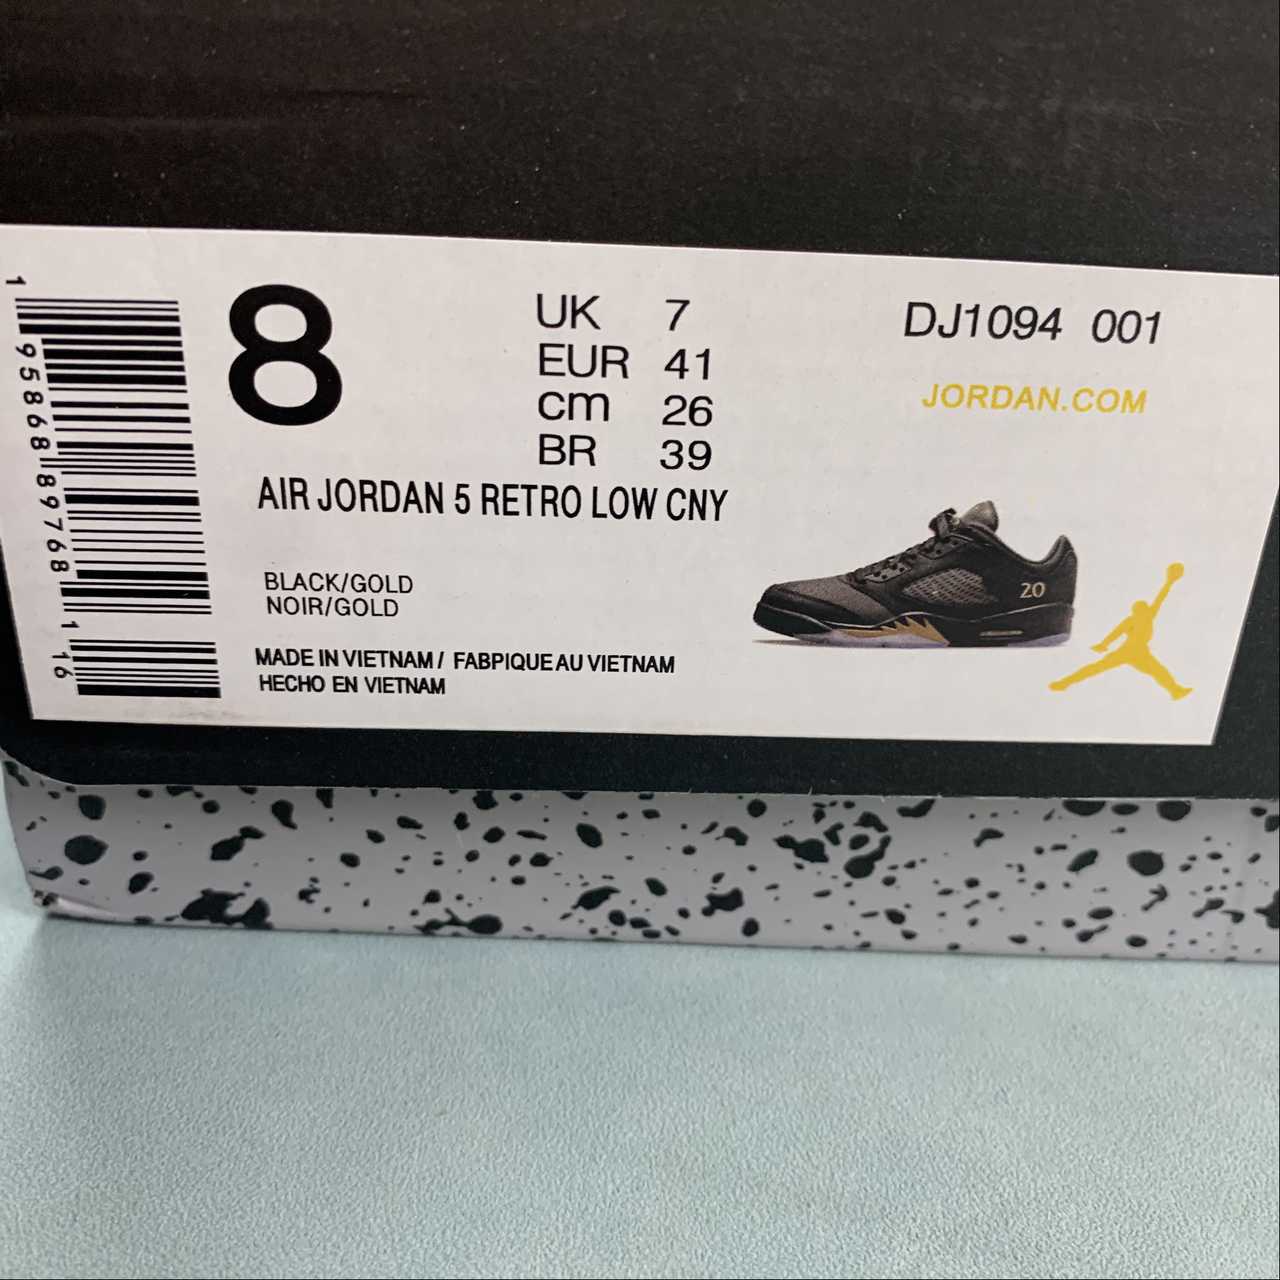 8
UK 7
EUR 41
cm 26
BR 39
DJ1094 001
JORDAN.COM
AIR JORDAN 5 RETRO LOW CNY
20
BLACK/GOLD
NOIR/GOLD
MADE IN VIETNAM / FABPIQUE AU VIETNAM
HECHO EN VIETNAM
1 95868 89768 1 16